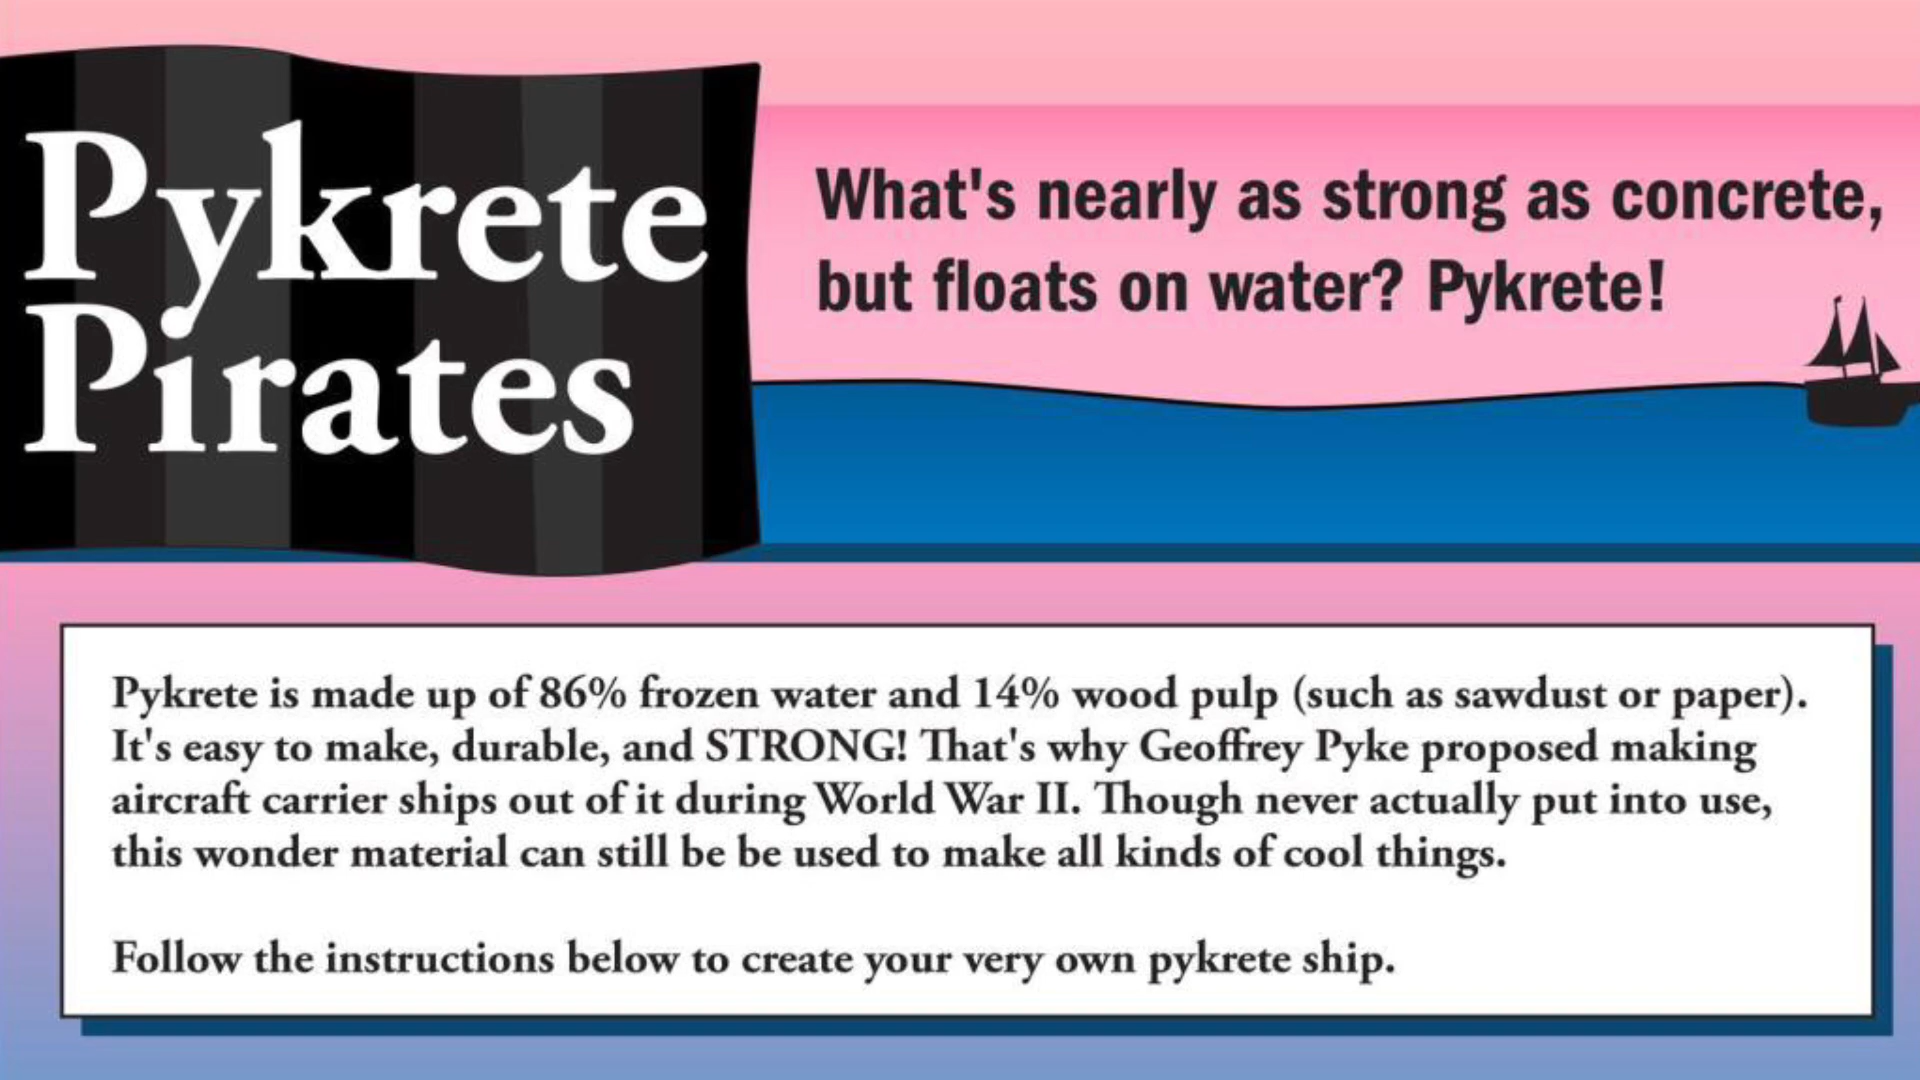 Pykrete
Pirates
What's nearly as strong as concrete,
but floats on water? Pykrete!
Pykrete is made up of 86% frozen water and 14% wood pulp (such as sawdust or paper).
It's easy to make, durable, and STRONG! That's why Geoffrey Pyke proposed making
aircraft carrier ships out of it during World War II. Though never actually put into use,
this wonder material can still be be used to make all kinds of cool things.
Follow the instructions below to create your very own pykrete ship.